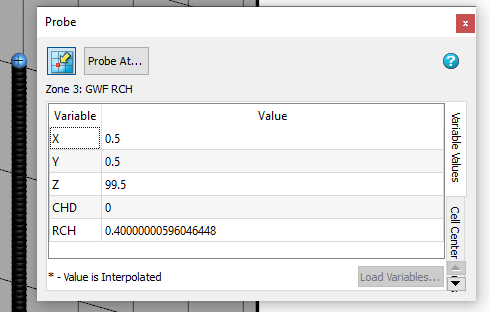 Probe
x
Probe At...
?
Zone 3: GWF RCH
Variable Value
X 0.5
Y 0.5
Z 99.5
CHD 0
RCH 0.40000000596046448
Variable Values
Cell Center
* - Value is Interpolated
Load Variables...